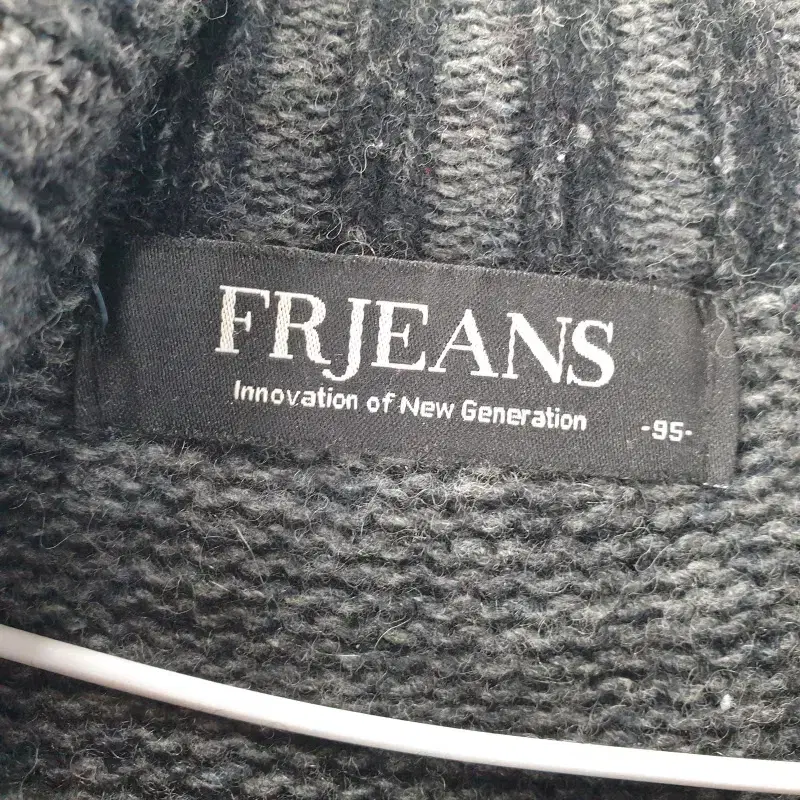 FRJEANS
Innovation of New Generation
-95-